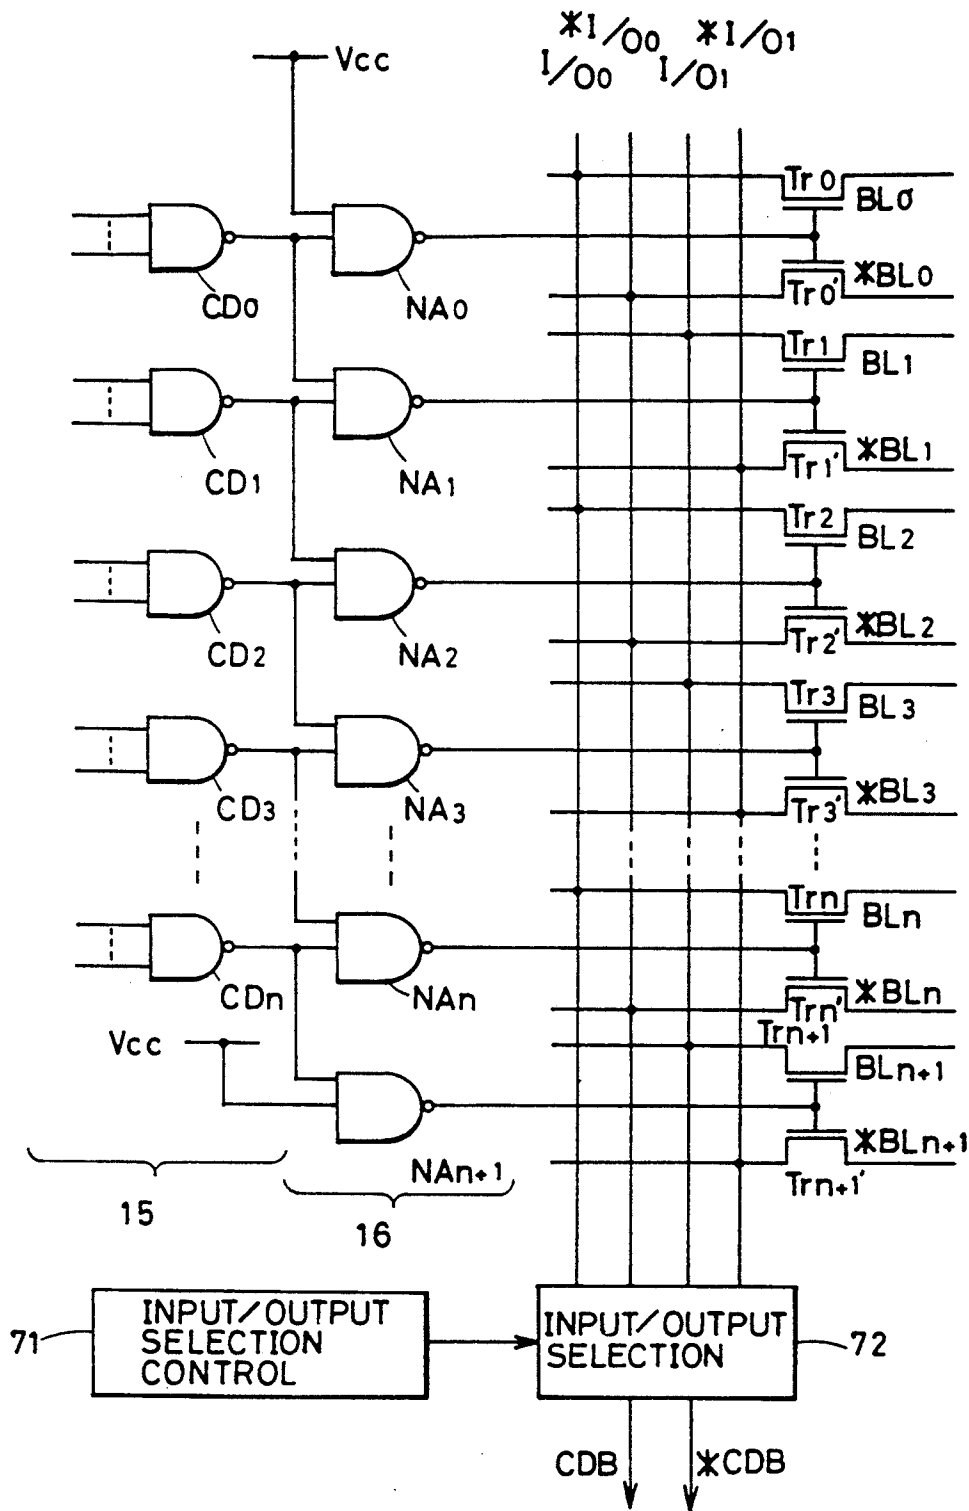 *I/O0 *I/O1
Vcc I/O0 I/O1
Tr0
BL0
CD0 NA0 *BL0
Tr0'
Tr1
BL1
CD1 NA1 *BL1
Tr1'
Tr2
BL2
CD2 NA2 *BL2
Tr2'
Tr3
BL3
CD3 NA3 *BL3
Tr3'
Trn
BLn
CDn NAn *BLn
Trn'
Vcc Trn+1
BLn+1
*BLn+1
NAn+1 Trn+1'
15 16
71 INPUT/OUTPUT
SELECTION
CONTROL
INPUT/OUTPUT
SELECTION 72
CDB *CDB